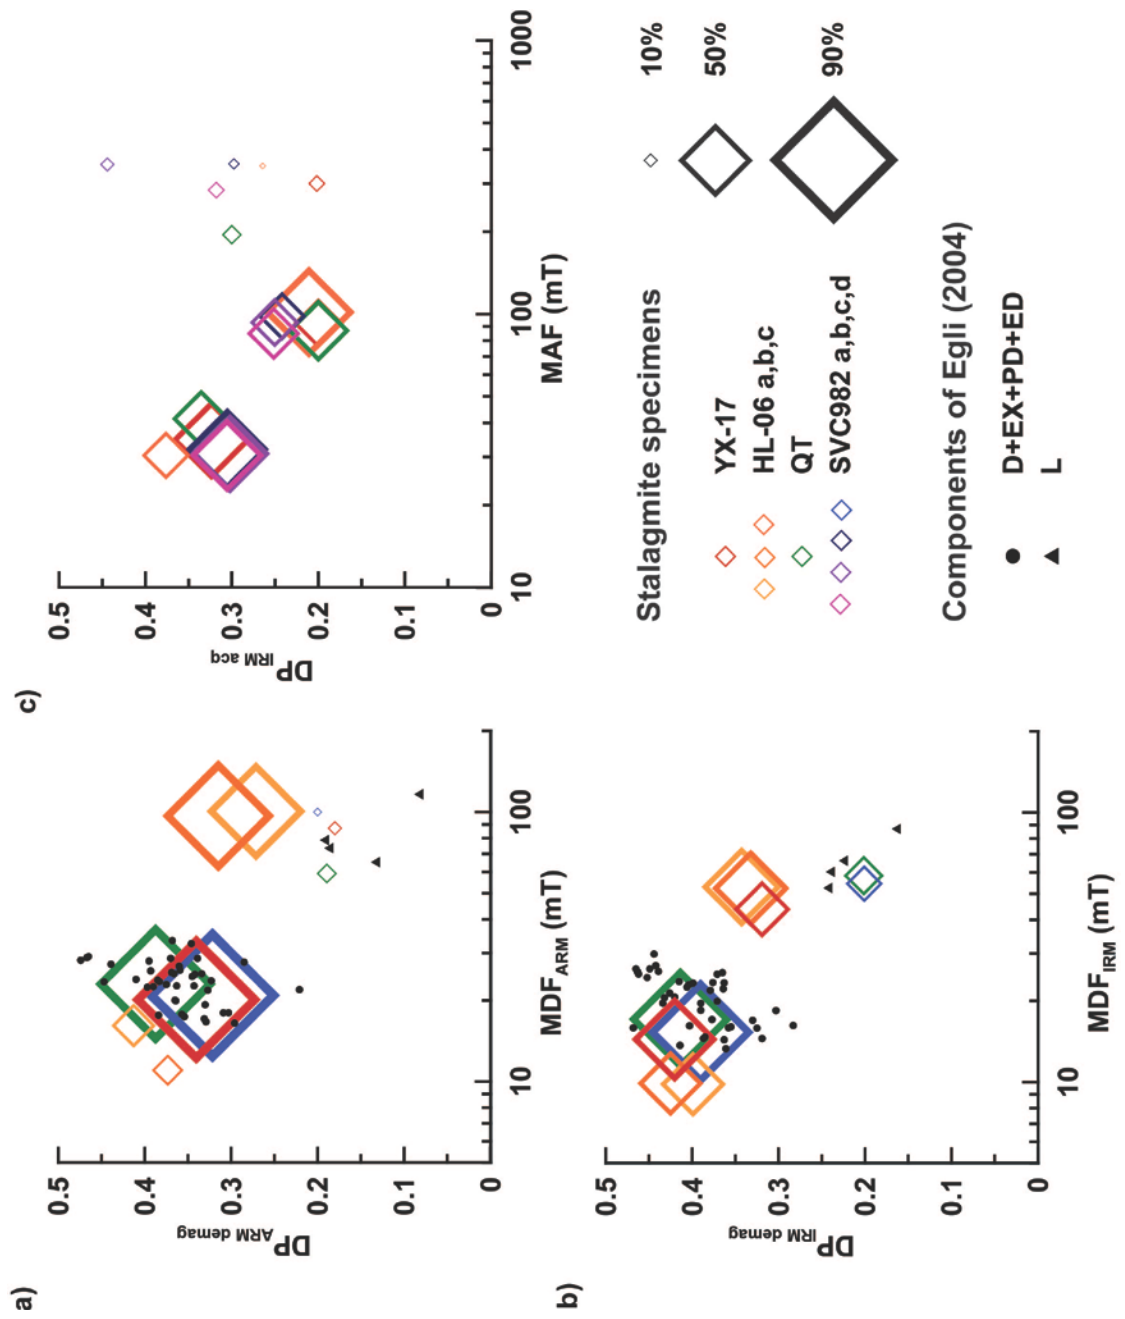 a)
0.5
0.4
0.3
0.2
0.1
0
DP ARM demag
10
100
MDF ARM (mT)
b)
0.5
0.4
0.3
0.2
0.1
0
DP IRM demag
10
100
MDF IRM (mT)
c)
0.5
0.4
0.3
0.2
0.1
0
DP IRM acq
10
100
1000
MAF (mT)
Stalagmite specimens
10%
YX-17
50%
HL-06 a,b,c
QT
SVC982 a,b,c,d
90%
Components of Egli (2004)
D+EX+PD+ED
L